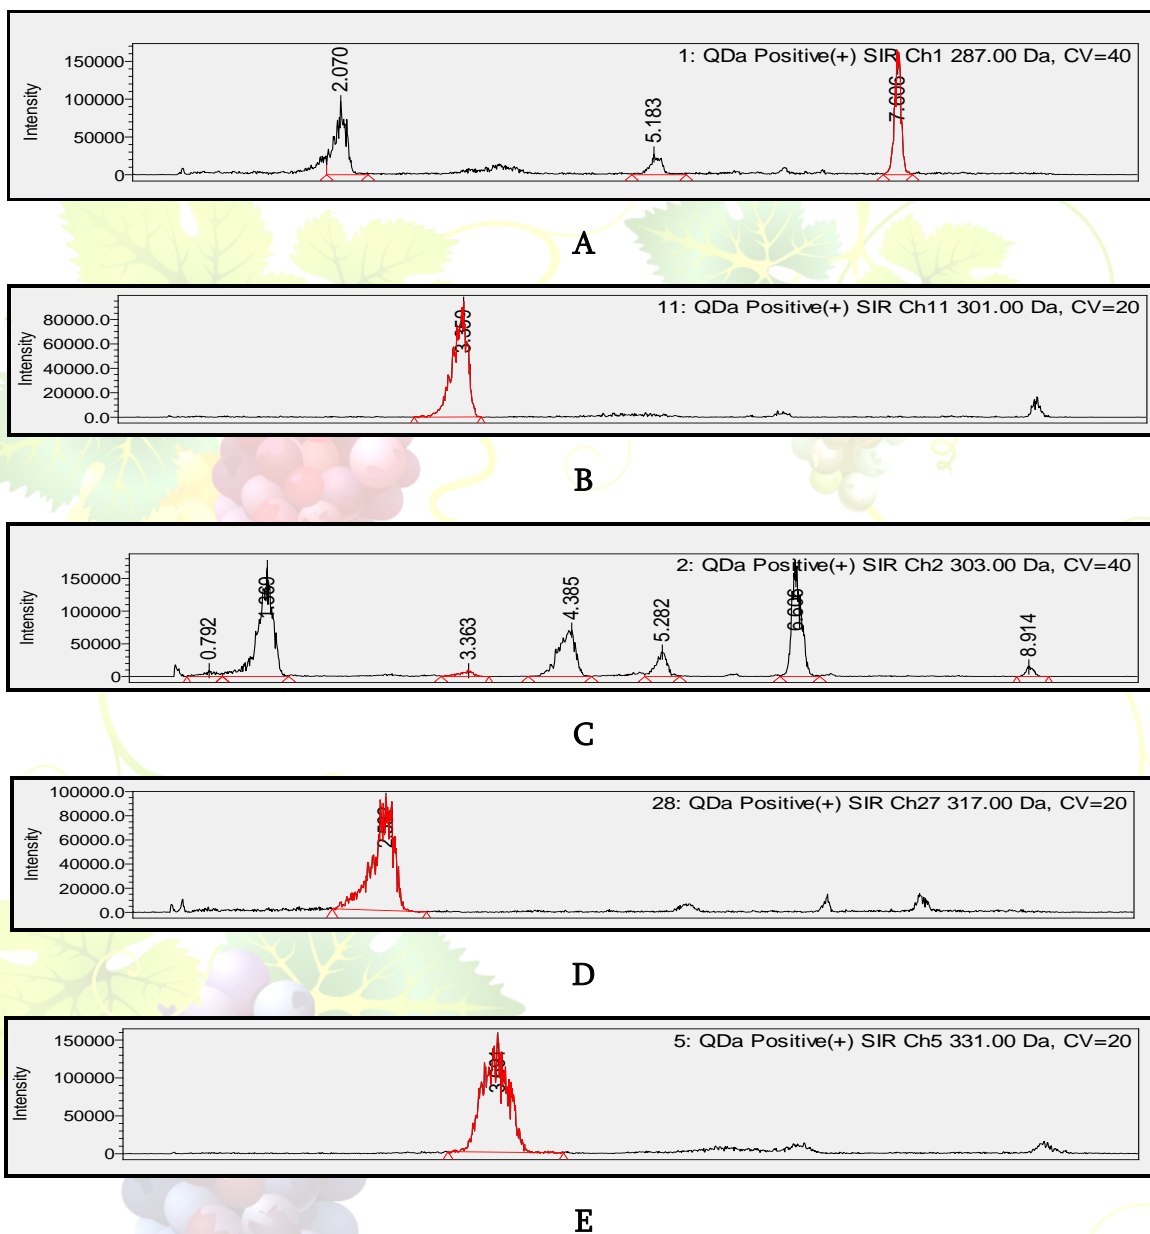 1: QDa Positive(+) SIR Ch1 287.00 Da, CV=40
Intensity
150000
100000
50000
0
2.070
5.183
7.606
A
11: QDa Positive(+) SIR Ch11 301.00 Da, CV=20
Intensity
80000.0
60000.0
40000.0
20000.0
0.0
B
2: QDa Positive(+) SIR Ch2 303.00 Da, CV=40
Intensity
150000
100000
50000
0
0.792
1.369
3.363
4.385
5.282
6.606
8.914
C
28: QDa Positive(+) SIR Ch27 317.00 Da, CV=20
Intensity
100000.0
80000.0
60000.0
40000.0
20000.0
0.0
D
5: QDa Positive(+) SIR Ch5 331.00 Da, CV=20
Intensity
150000
100000
50000
0
E